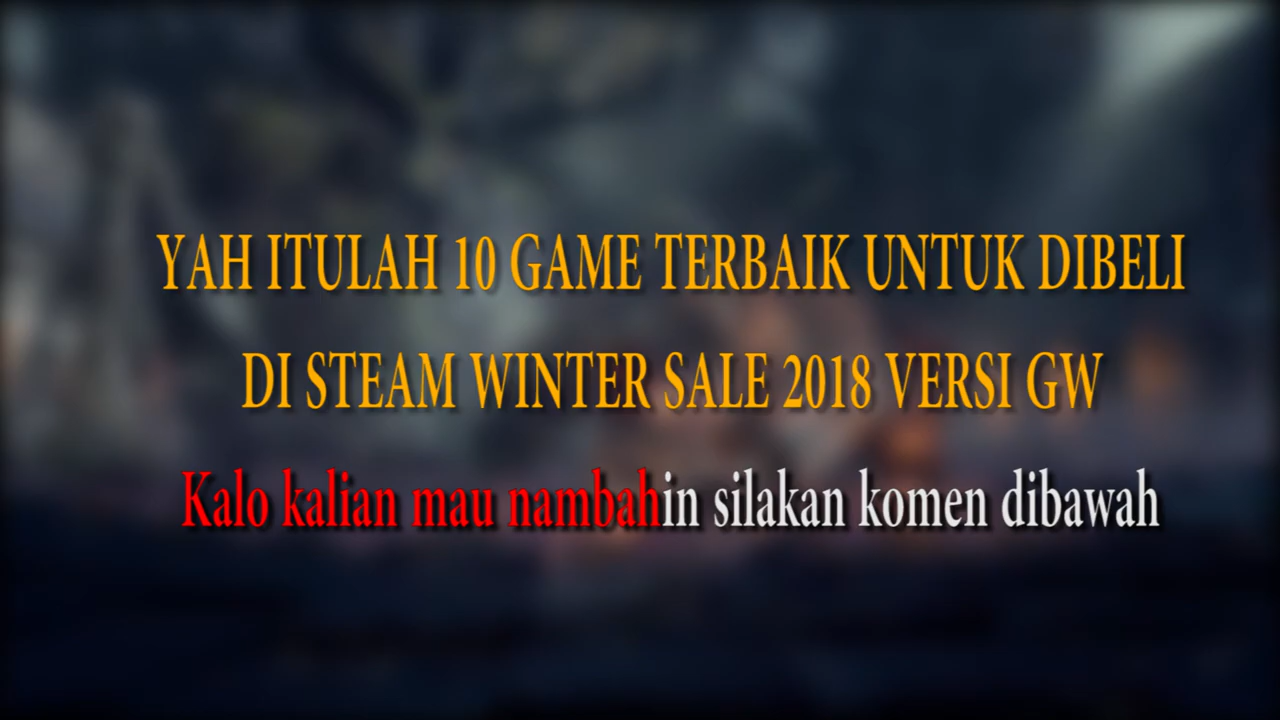 YAH ITULAH 10 GAME TERBAIK UNTUK DIBELI
DI STEAM WINTER SALE 2018 VERSI GW
Kalo kalian mau nambahin silakan komen dibawah